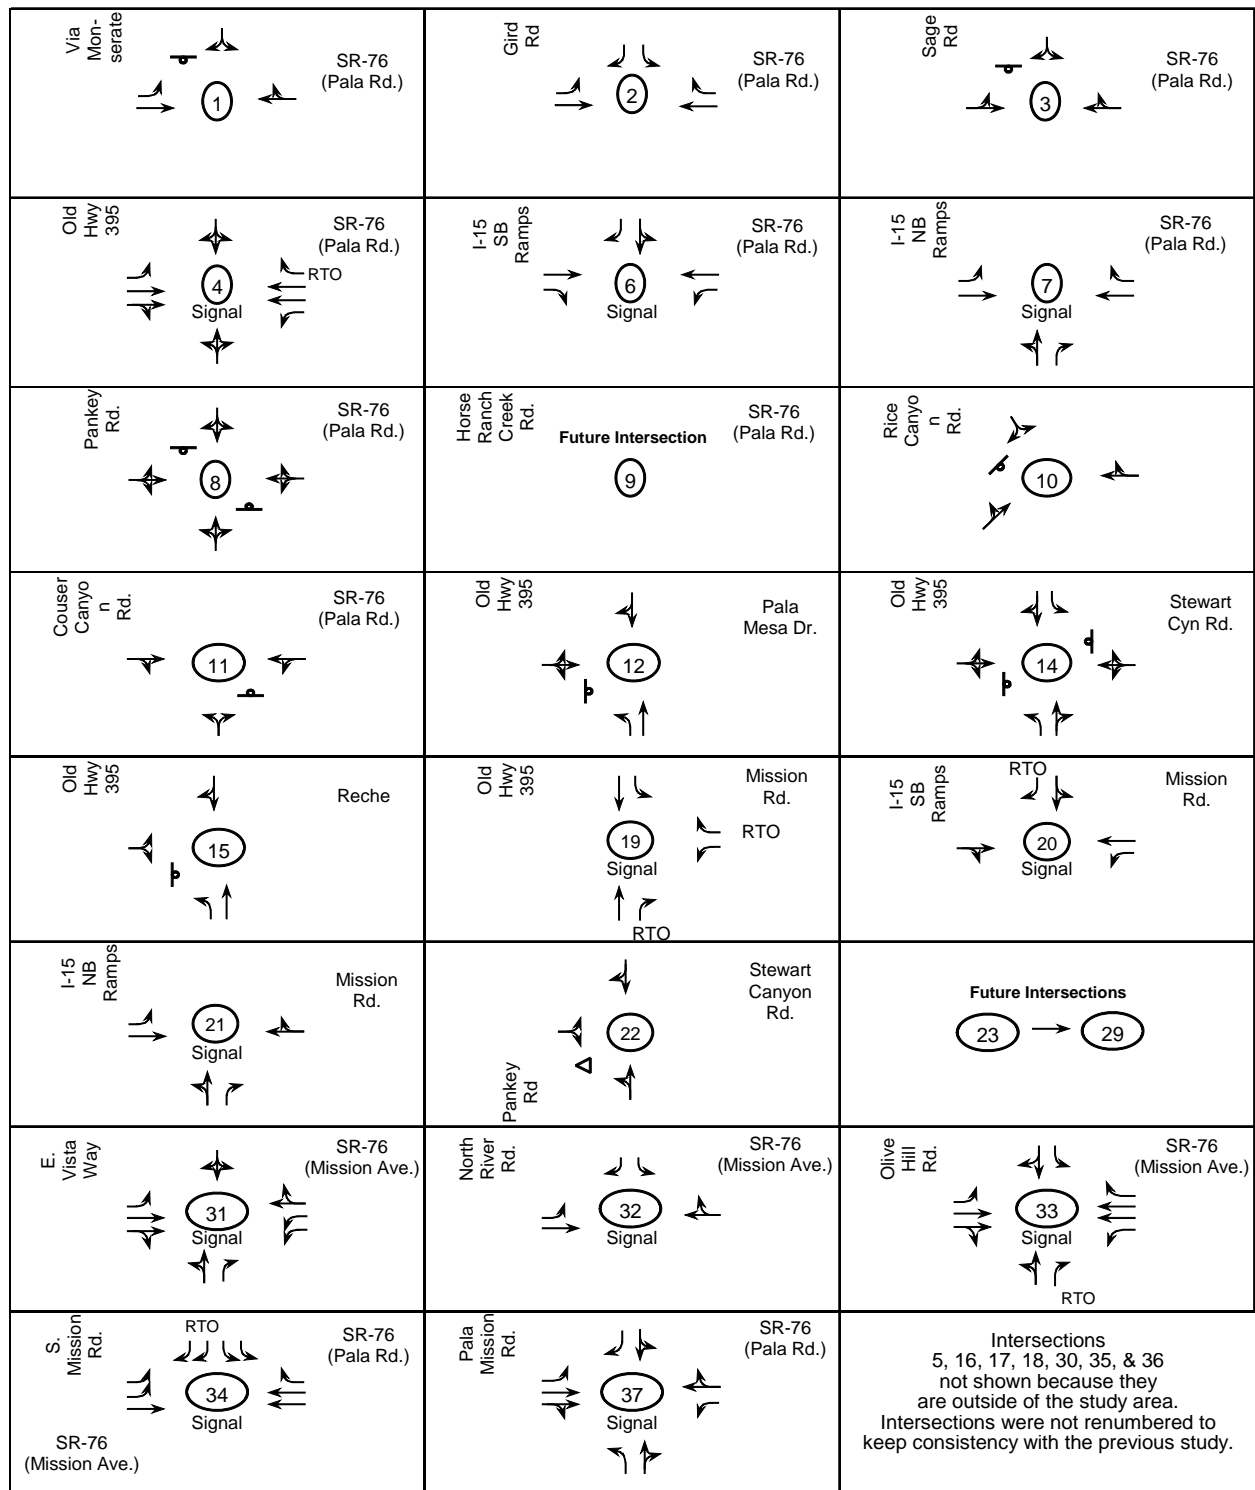 Via
Mon-
serate
SR-76
(Pala Rd.)
1
Gird
Rd
SR-76
(Pala Rd.)
2
Sage
Rd
SR-76
(Pala Rd.)
3
Old
Hwy
395
SR-76
(Pala Rd.)
RTO
4
Signal
I-15
SB
Ramps
SR-76
(Pala Rd.)
6
Signal
I-15
NB
Ramps
SR-76
(Pala Rd.)
7
Signal
Pankey
Rd.
SR-76
(Pala Rd.)
8
Horse
Ranch
Creek
Rd.
SR-76
(Pala Rd.)
Future Intersection
9
Rice
Canyo
n
Rd.
10
Couser
Canyo
n
Rd.
SR-76
(Pala Rd.)
11
Old
Hwy
395
Pala
Mesa Dr.
12
Old
Hwy
395
Stewart
Cyn Rd.
14
Old
Hwy
395
Reche
15
Old
Hwy
395
Mission
Rd.
RTO
19
Signal
RTO
I-15
SB
Ramps
RTO
Mission
Rd.
20
Signal
I-15
NB
Ramps
Mission
Rd.
21
Signal
Stewart
Canyon
Rd.
22
Pankey
Rd
Future Intersections
23
29
E.
Vista
Way
SR-76
(Mission Ave.)
31
Signal
North
River
Rd.
SR-76
(Mission Ave.)
32
Signal
Olive
Hill
Rd.
SR-76
(Mission Ave.)
33
Signal
RTO
S.
Mission
Rd.
RTO
SR-76
(Pala Rd.)
34
Signal
SR-76
(Mission Ave.)
Pala
Mission
Rd.
SR-76
(Pala Rd.)
37
Signal
Intersections
5, 16, 17, 18, 30, 35, & 36
not shown because they
are outside of the study area.
Intersections were not renumbered to
keep consistency with the previous study.